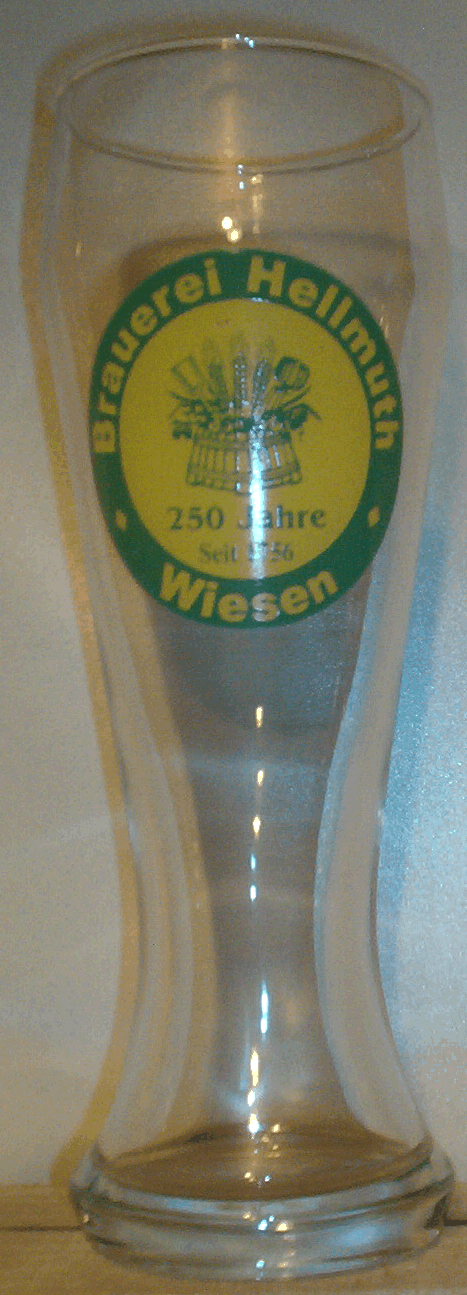 Brauerei Hellmuth
250 Jahre
Seit 1756
Wiesen